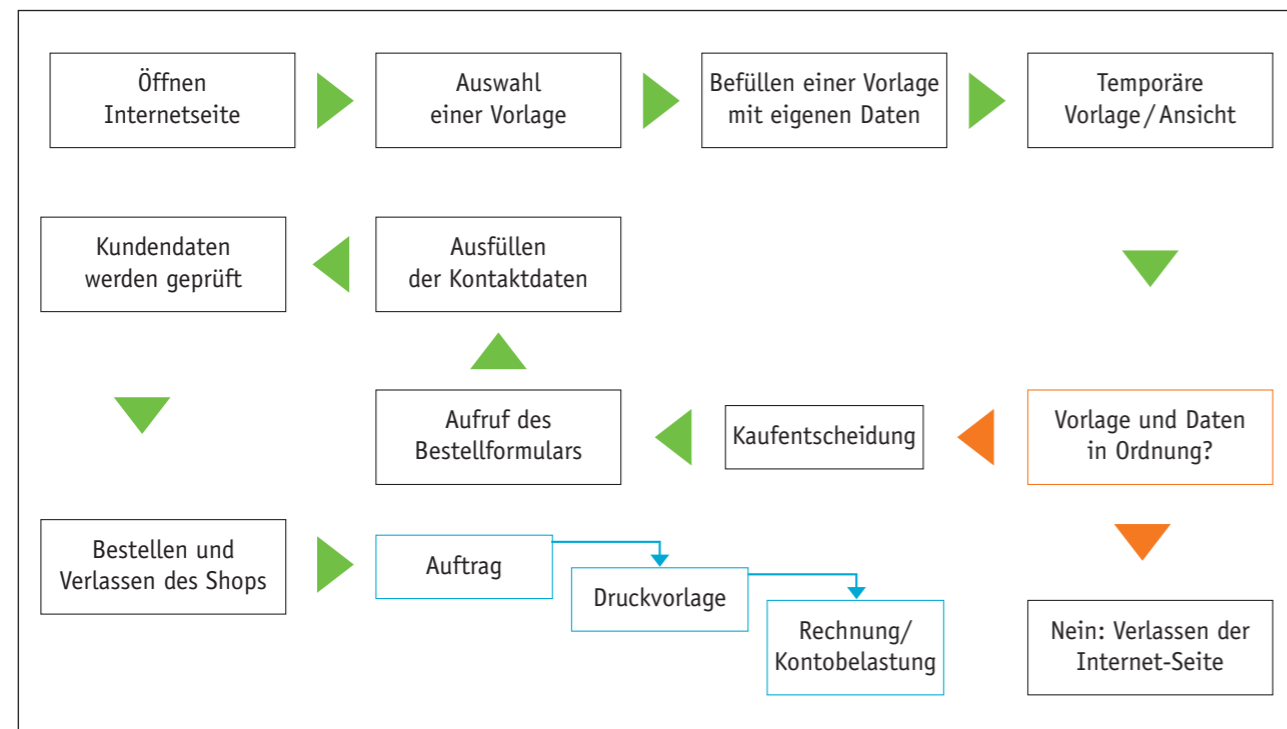 Öffnen
Internetseite
Auswahl
einer Vorlage
Befüllen einer Vorlage
mit eigenen Daten
Temporäre
Vorlage/Ansicht
Kundendaten
werden geprüft
Ausfüllen
der Kontaktdaten
Aufruf des
Bestellformulars
Kaufentscheidung
Vorlage und Daten
in Ordnung?
Bestellen und
Verlassen des Shops
Auftrag
Druckvorlage
Rechnung/
Kontobelastung
Nein: Verlassen der
Internet-Seite